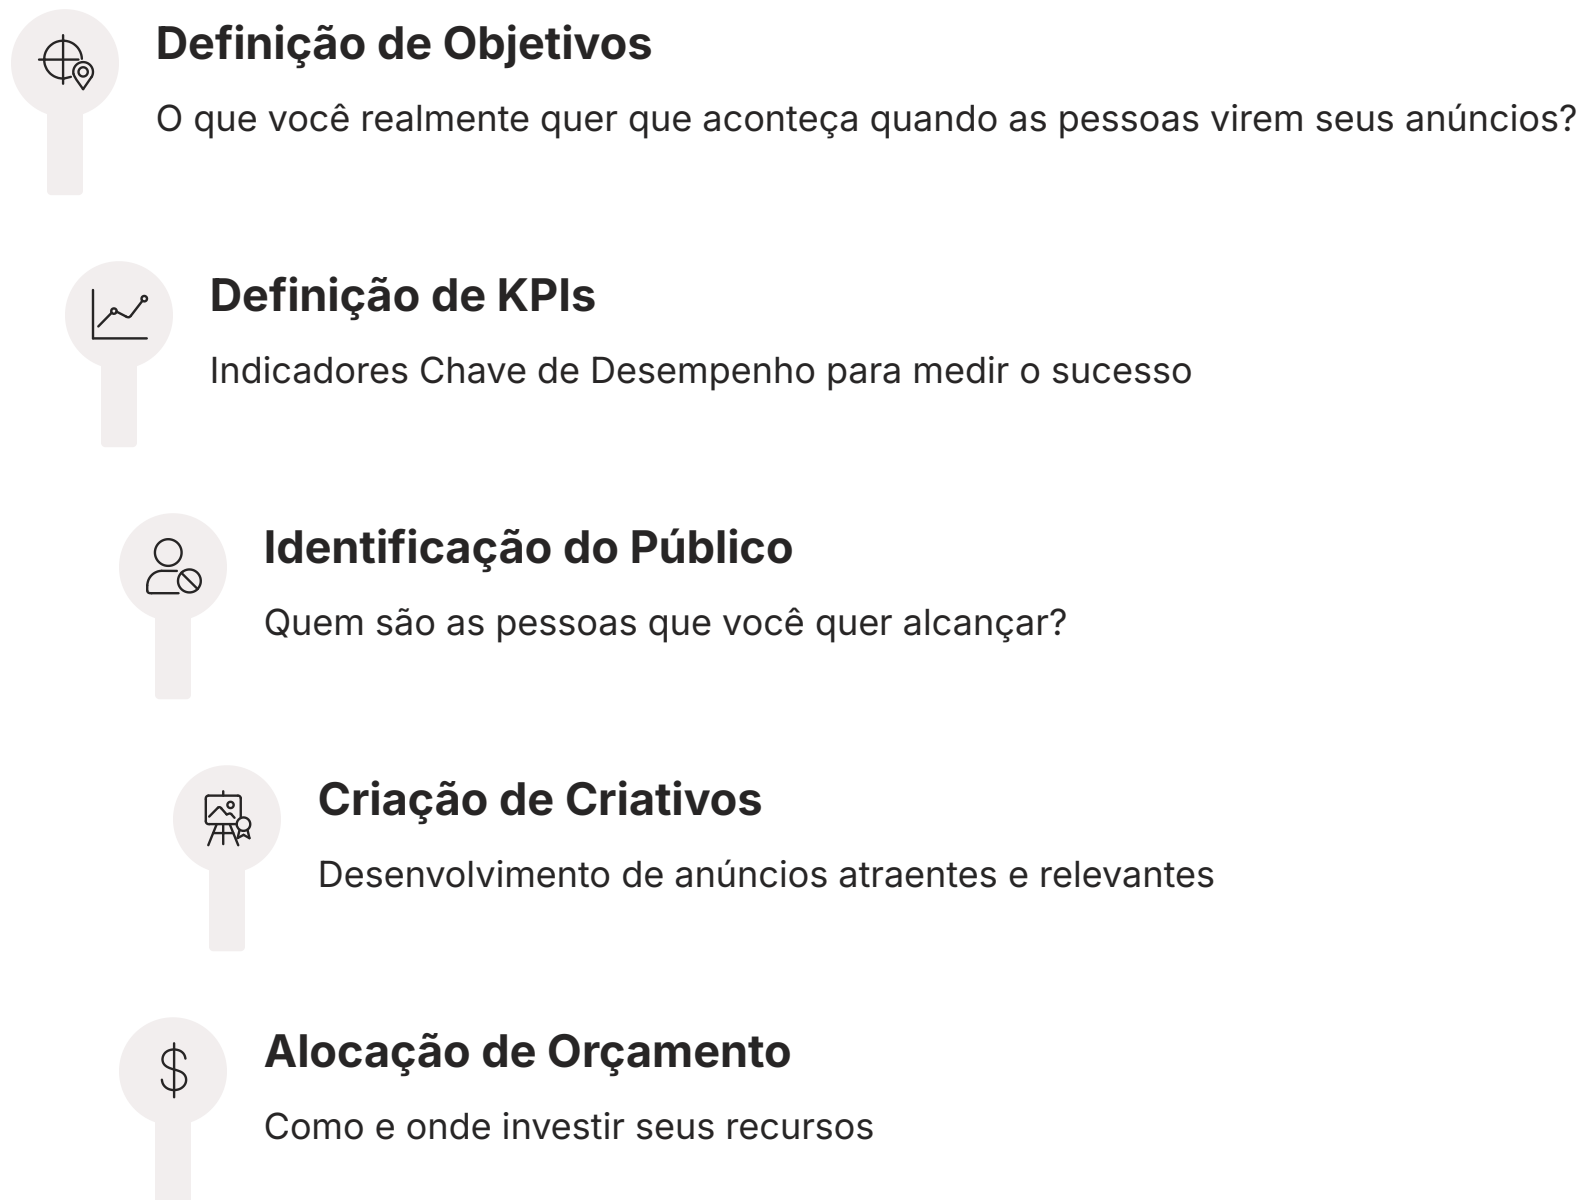 Definição de Objetivos
O que você realmente quer que aconteça quando as pessoas virem seus anúncios?
Definição de KPIs
Indicadores Chave de Desempenho para medir o sucesso
Identificação do Público
Quem são as pessoas que você quer alcançar?
Criação de Criativos
Desenvolvimento de anúncios atraentes e relevantes
Alocação de Orçamento
Como e onde investir seus recursos